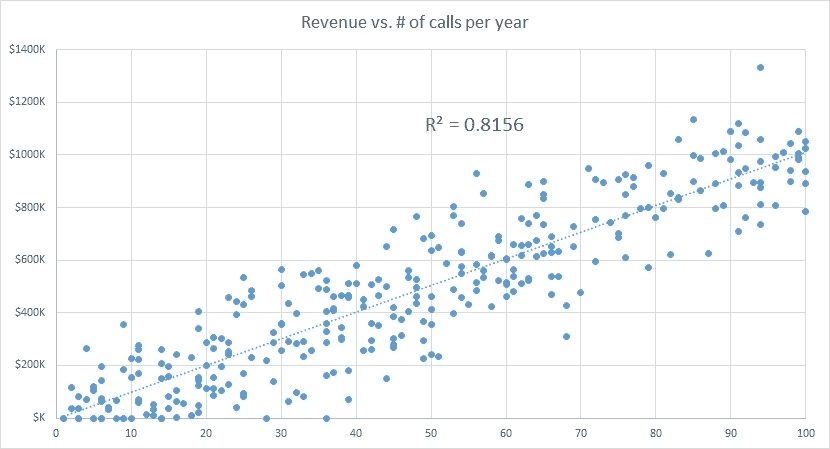 Revenue vs. # of calls per year
$1400K
$1200K
R² = 0.8156
$1000K
$800K
$600K
$400K
$200K
$K
0 10 20 30 40 50 60 70 80 90 100